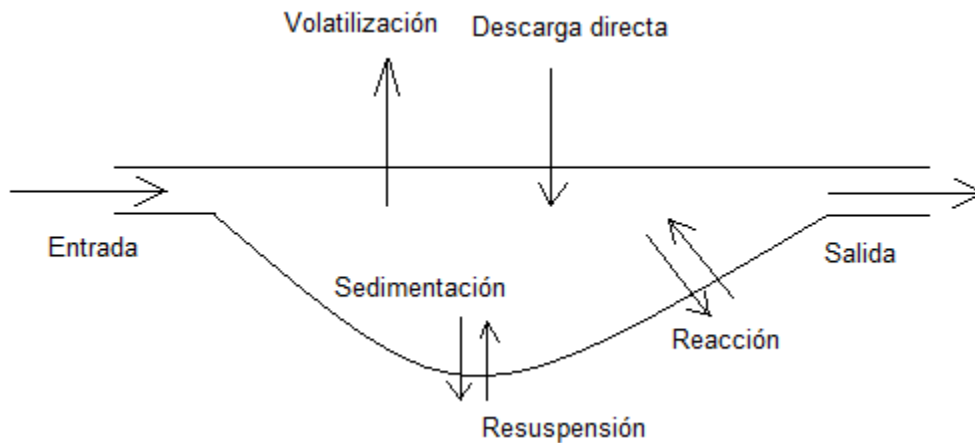 Volatilización
Descarga directa
Entrada
Sedimentación
Salida
Reacción
Resuspensión